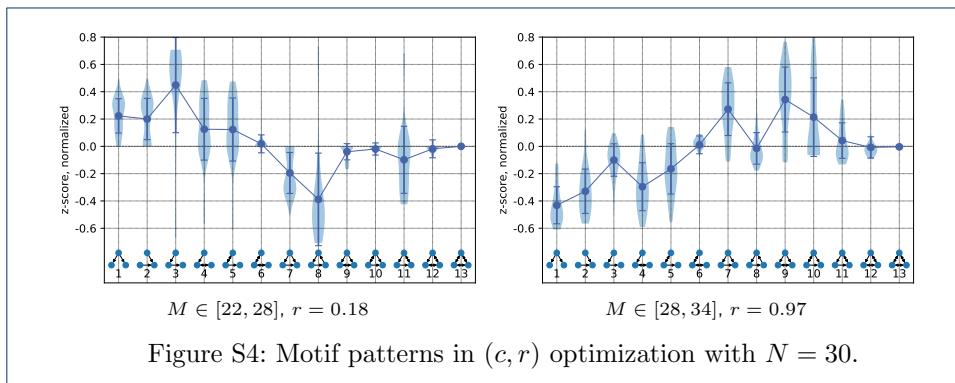 0.8
0.6
0.4
0.2
0.0
-0.2
-0.4
-0.6
z-score, normalized
1 2 3 4 5 6 7 8 9 10 11 12 13
M ∈ [22, 28], r = 0.18
0.8
0.6
0.4
0.2
0.0
-0.2
-0.4
-0.6
z-score, normalized
1 2 3 4 5 6 7 8 9 10 11 12 13
M ∈ [28, 34], r = 0.97
Figure S4: Motif patterns in (c, r) optimization with N = 30.